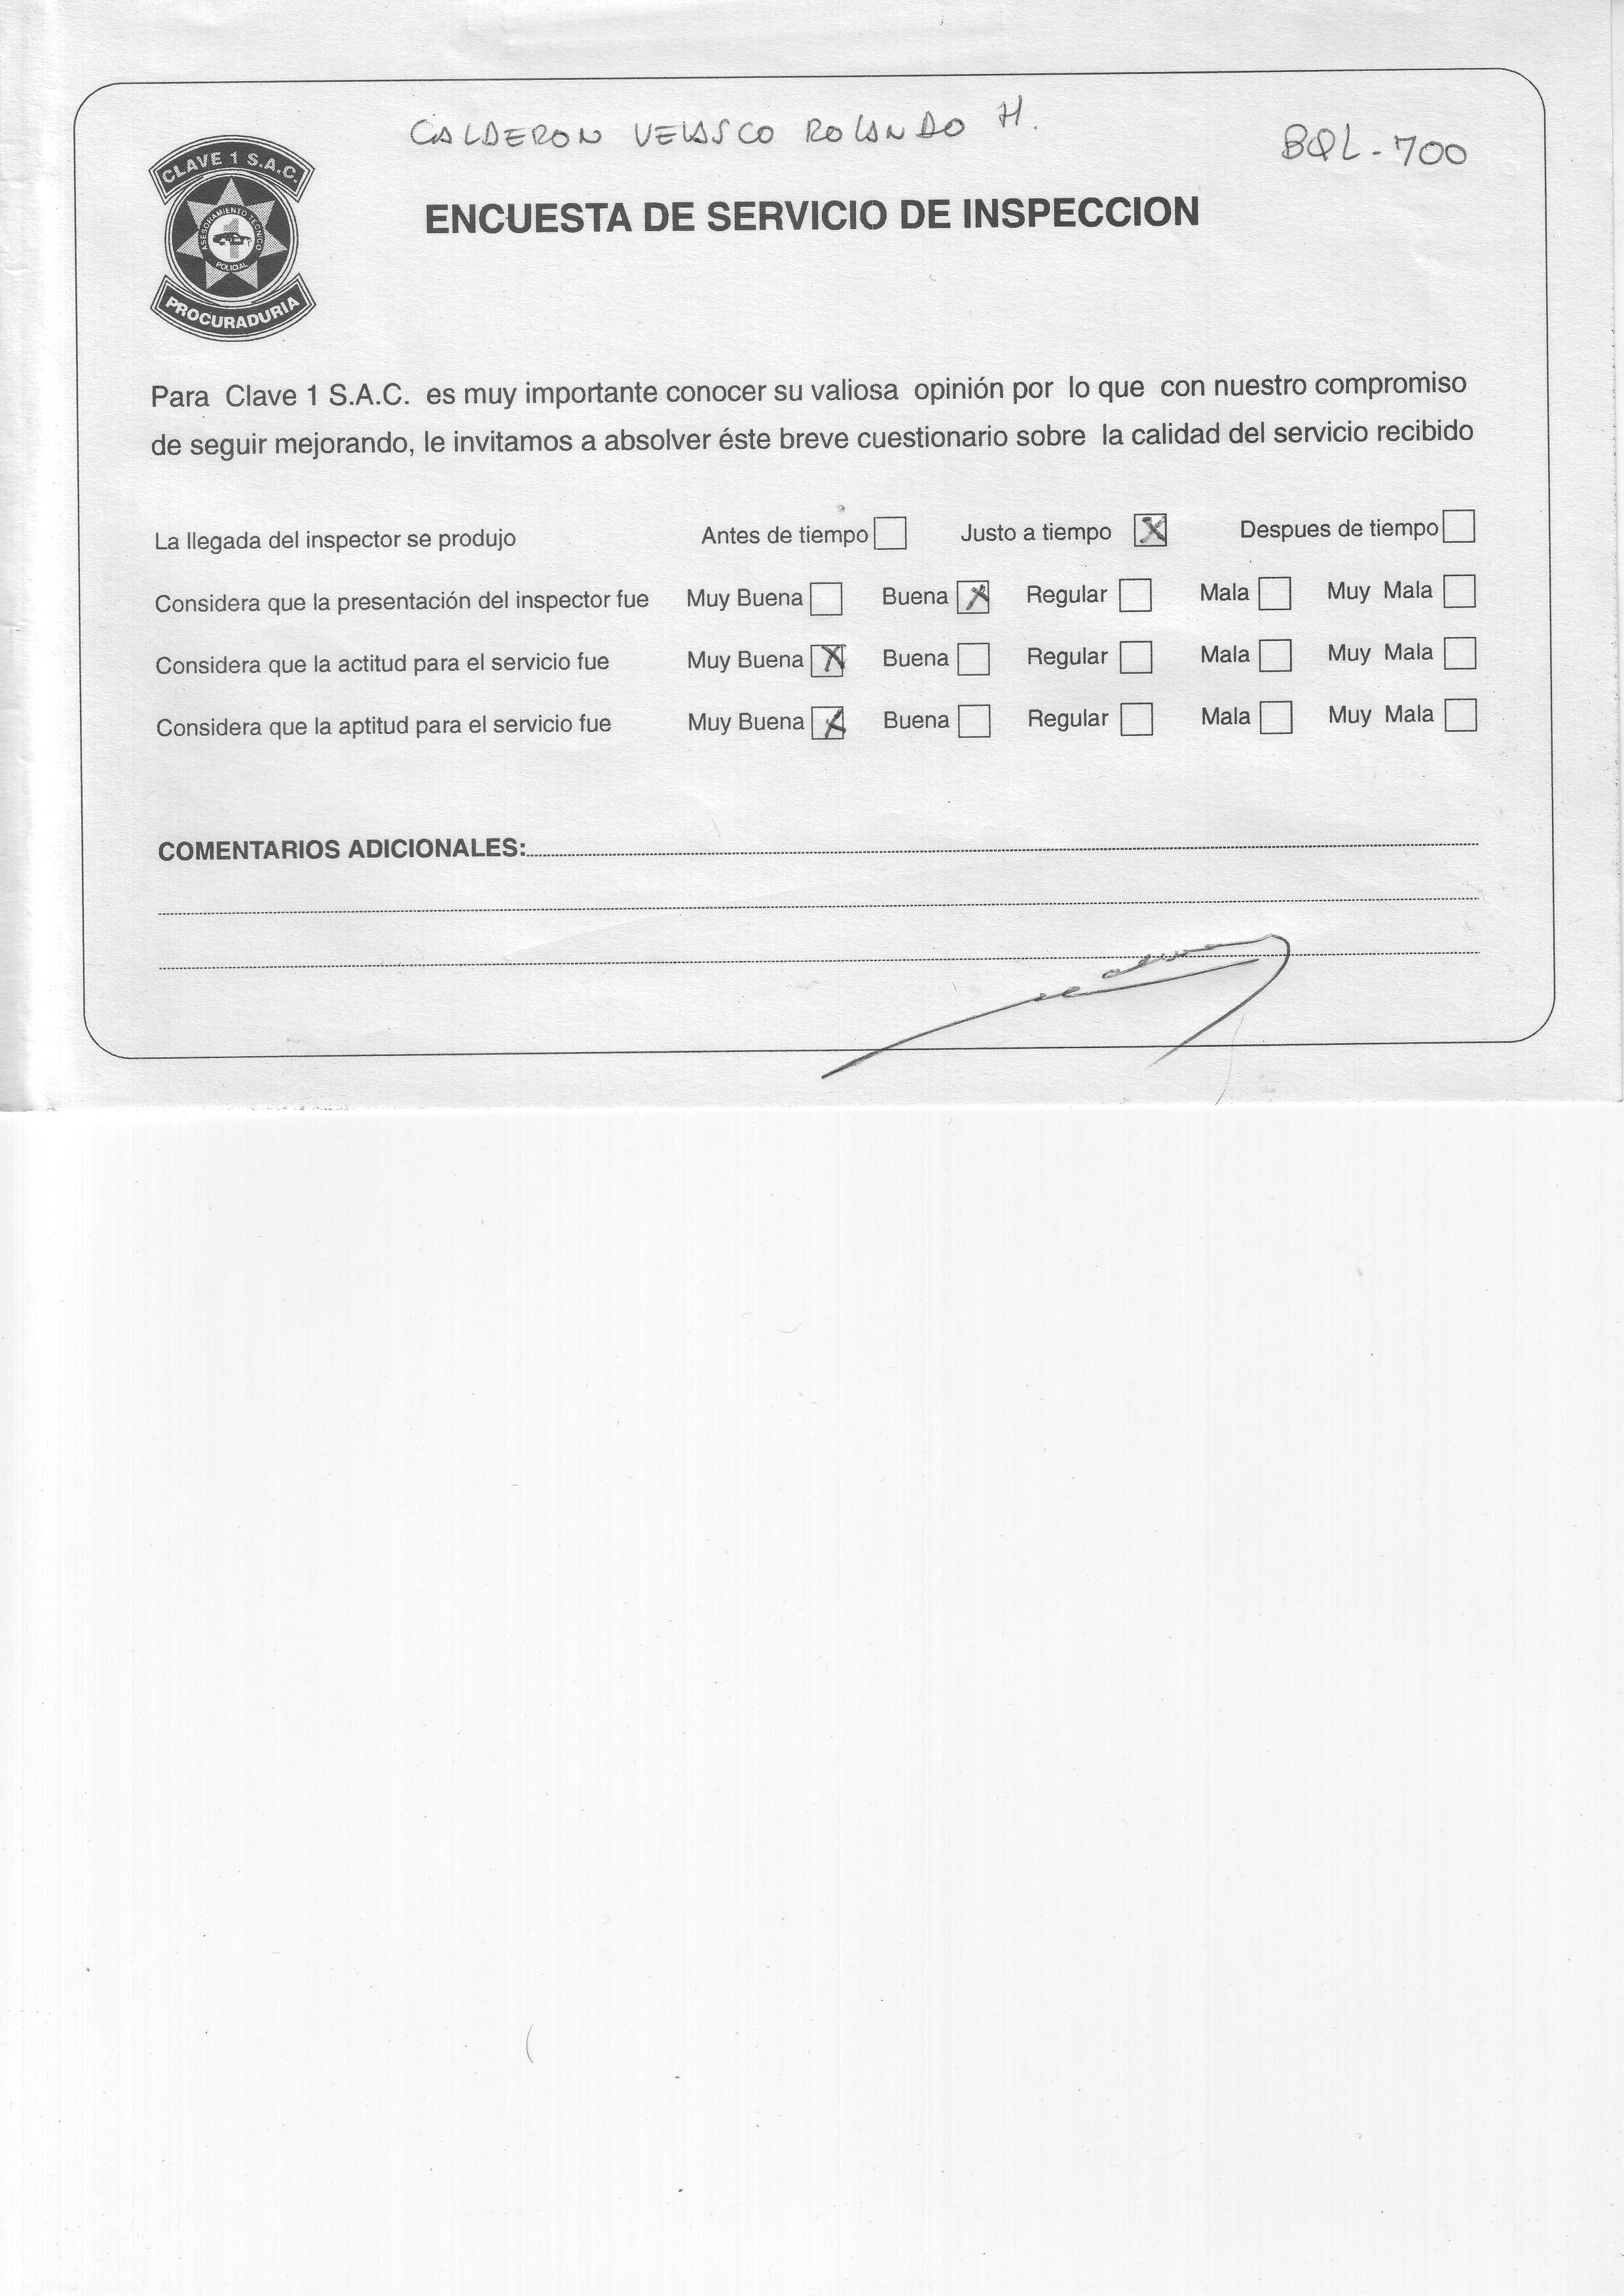 CALDERON VELASCO ROLANDO H.
BQL-700
CLAVE 1 S.A.C.
ASESORAMIENTO TECNICO
POLICIAL
PROCURADURIA
ENCUESTA DE SERVICIO DE INSPECCION
Para Clave 1 S.A.C. es muy importante conocer su valiosa opinión por lo que con nuestro compromiso
de seguir mejorando, le invitamos a absolver éste breve cuestionario sobre la calidad del servicio recibido
La llegada del inspector se produjo Antes de tiempo Justo a tiempo X Despues de tiempo
Considera que la presentación del inspector fue Muy Buena Buena X Regular Mala Muy Mala
Considera que la actitud para el servicio fue Muy Buena X Buena Regular Mala Muy Mala
Considera que la aptitud para el servicio fue Muy Buena X Buena Regular Mala Muy Mala
COMENTARIOS ADICIONALES: